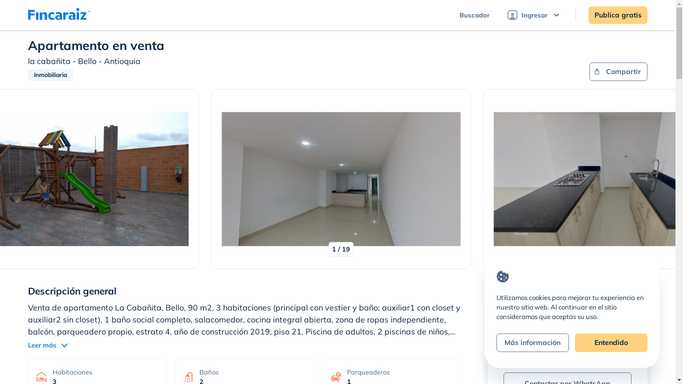 Fincaraiz
Buscador
Ingresar
Publica gratis
Apartamento en venta
la cabañita - Bello - Antioquia
Inmobiliaria
Compartir
1 / 19
Descripción general
Venta de apartamento La Cabañita, Bello, 90 m2, 3 habitaciones (principal con vestier y baño; auxiliar1 con closet y
auxiliar2 sin closet), 1 baño social completo, salacomedor, cocina integral abierta, zona de ropas independiente,
balcón, parqueadero propio, estrato 4, año de construcción 2019, piso 21. Piscina de adultos, 2 piscinas de niños,...
Leer más
Habitaciones
3
Baños
2
Parqueaderos
1
Utilizamos cookies para mejorar tu experiencia en
nuestro sitio web. Al continuar en el sitio
consideramos que aceptas su uso.
Más información
Entendido
Contactar por WhatsApp